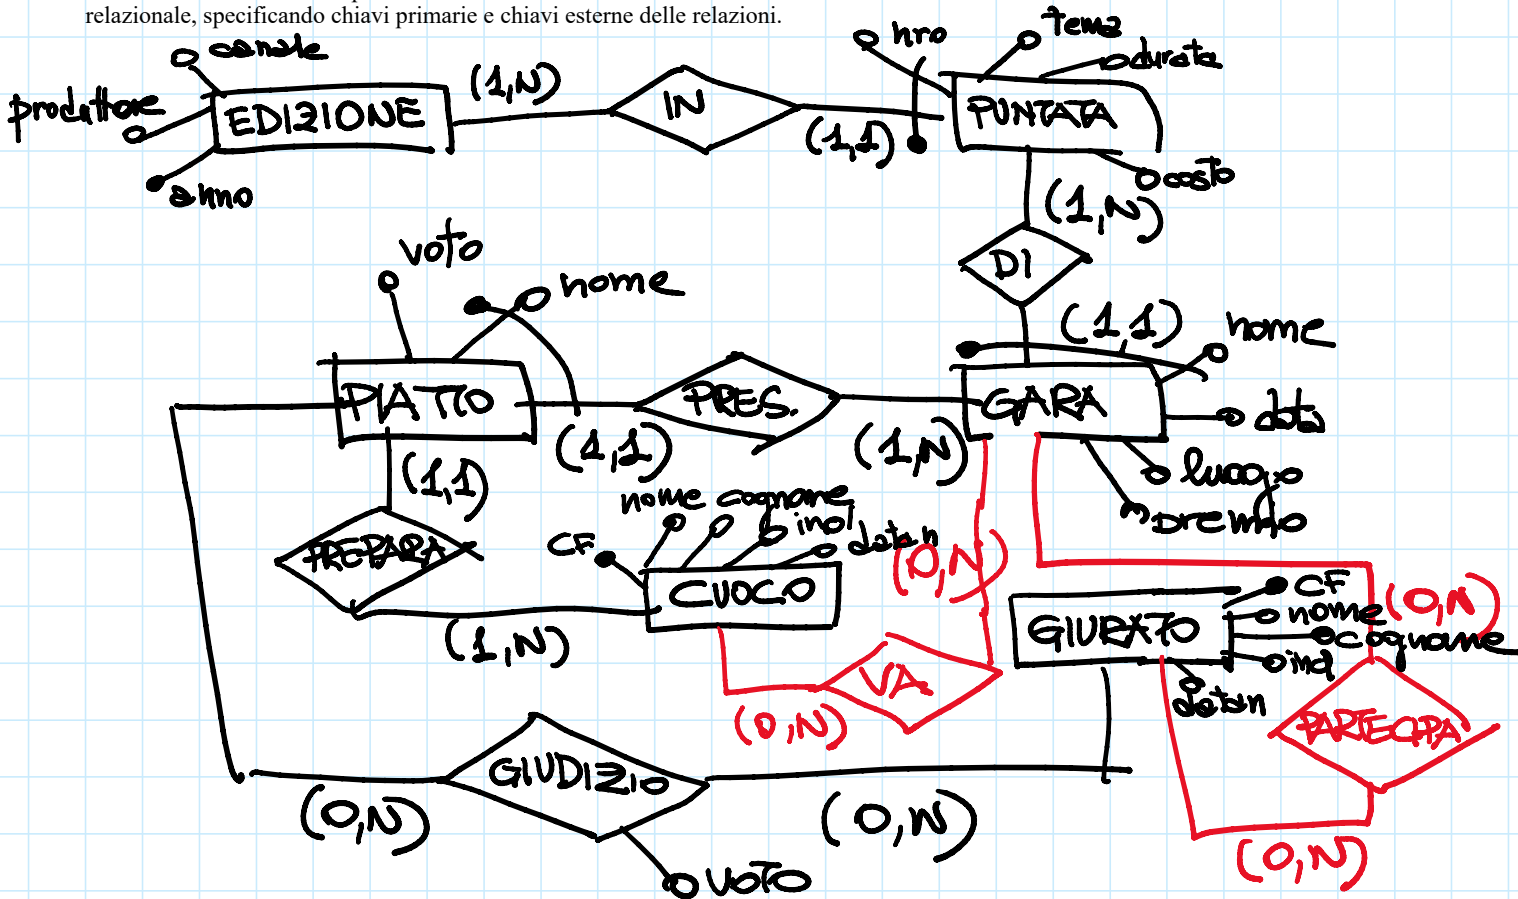 relazionale, specificando chiavi primarie e chiavi esterne delle relazioni.
canale
produttore
EDIZIONE
anno
(1,N)
IN
(1,1)
nro
tema
durata
PUNTATA
costo
(1,N)
DI
(1,1)
voto
nome
PIATTO
(1,1)
PRES.
(1,N)
GARA
nome
data
luogo
premio
(1,1)
PREPARA
(1,N)
CF
nome cognome
ind
datan
CUOCO
(0,N)
VA
(0,N)
GIURATO
CF
nome
cognome
ind
datan
(0,N)
PARTECIPA
(0,N)
(0,N)
GIUDIZIO
(0,N)
voto